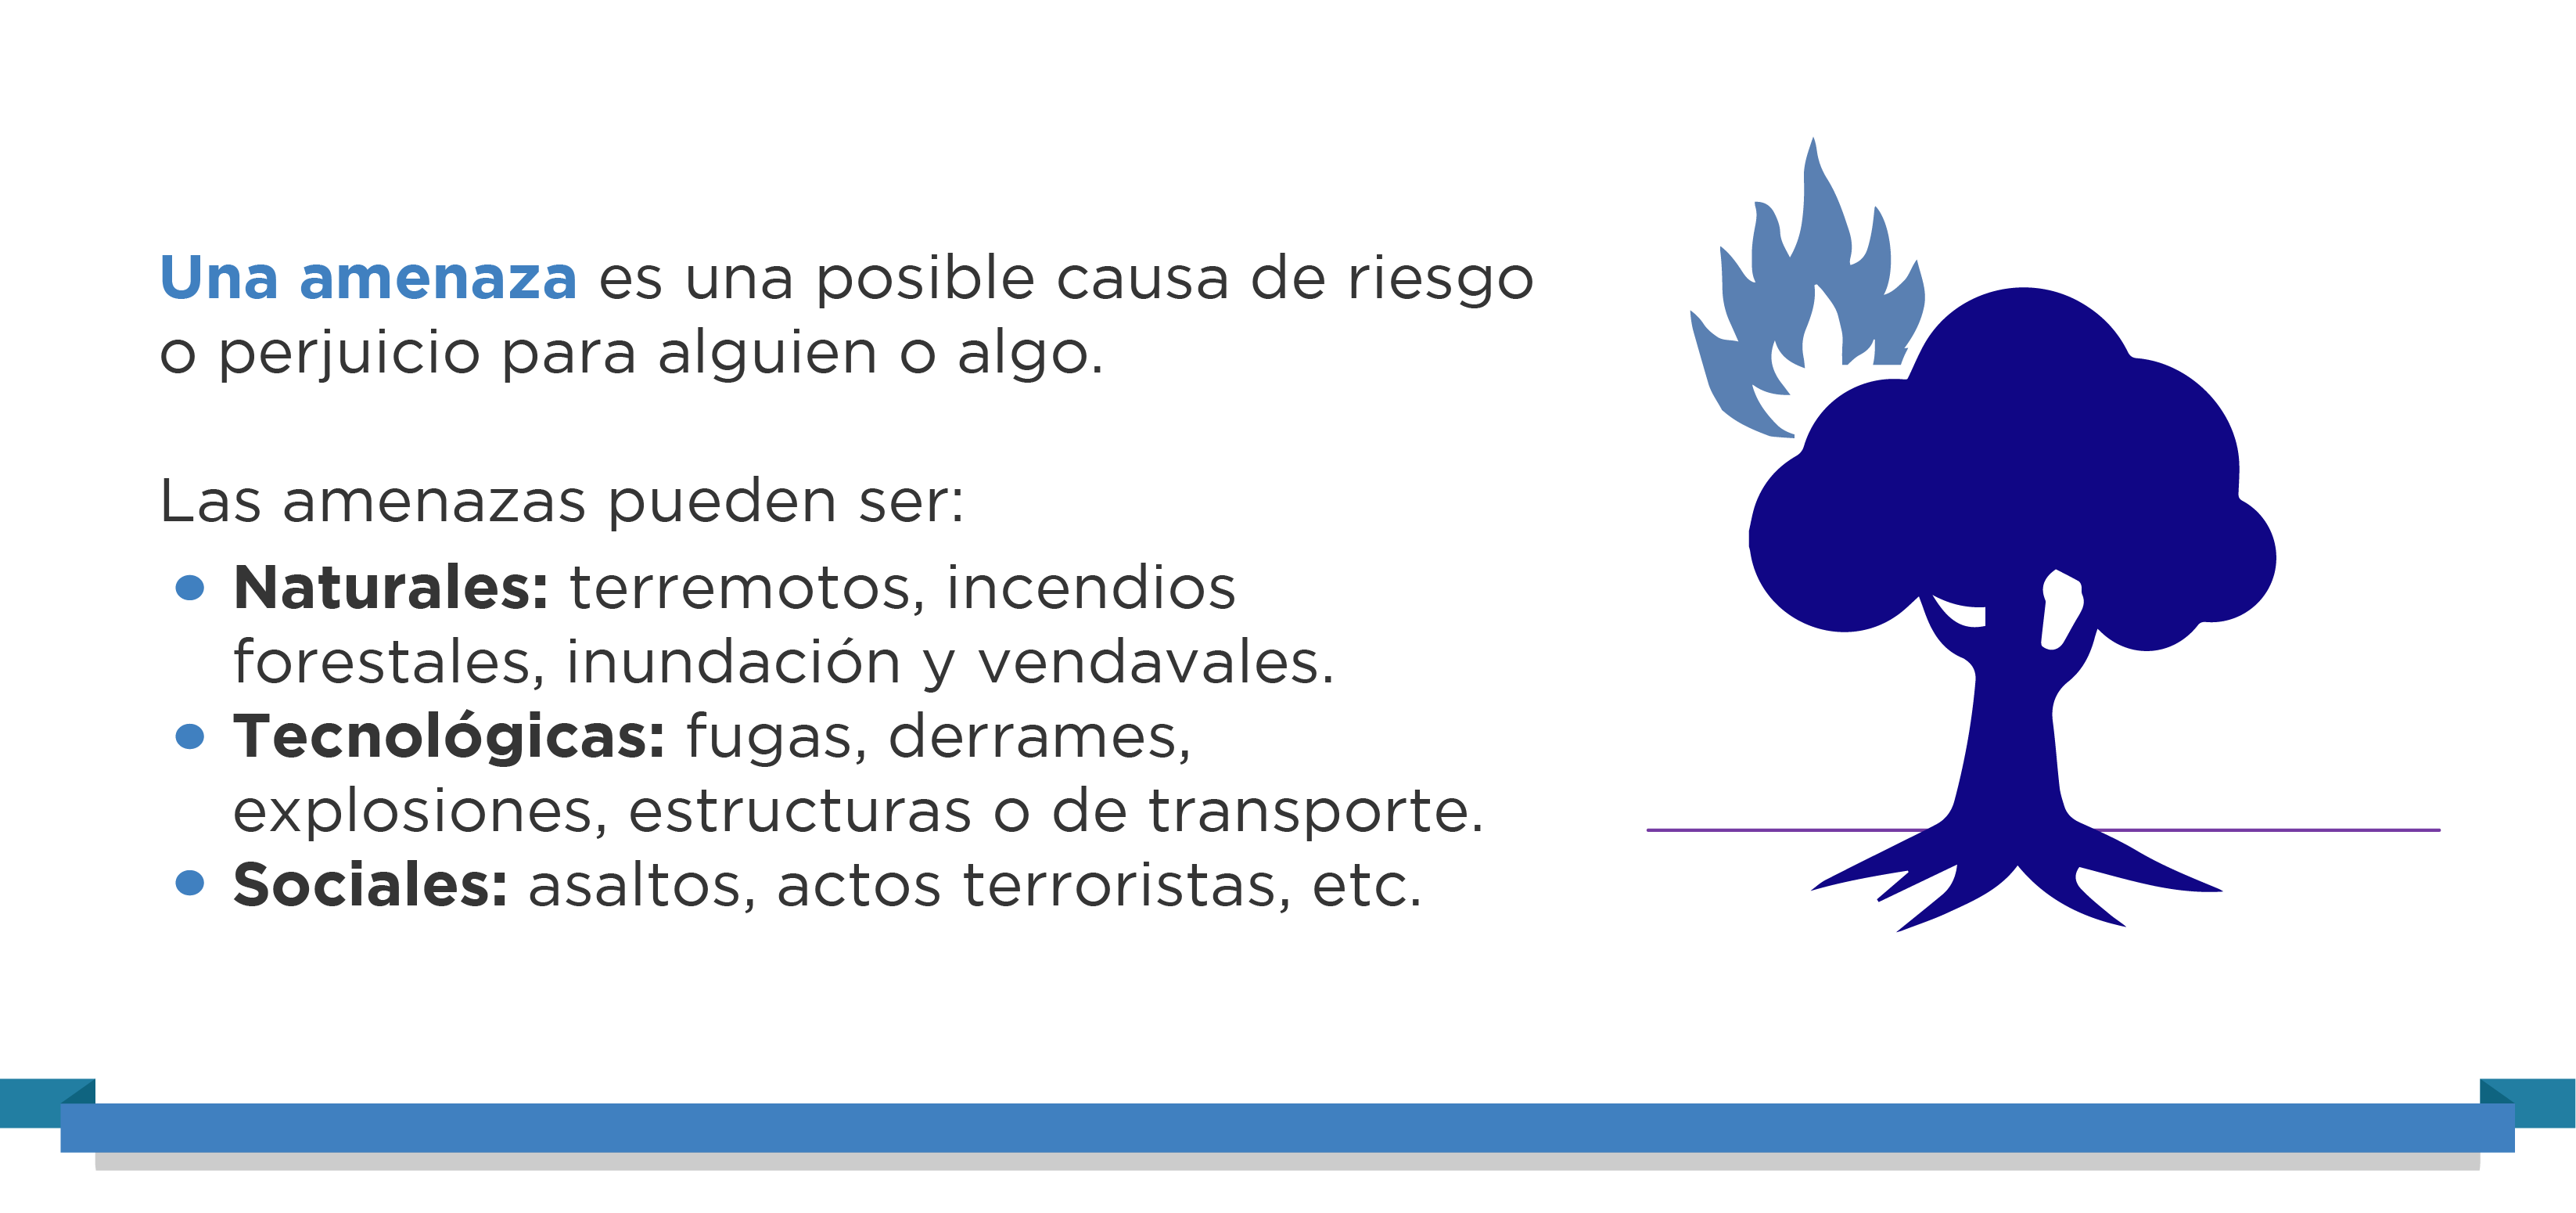 Una amenaza es una posible causa de riesgo
o perjuicio para alguien o algo.
Las amenazas pueden ser:
• Naturales: terremotos, incendios
forestales, inundación y vendavales.
• Tecnológicas: fugas, derrames,
explosiones, estructuras o de transporte.
• Sociales: asaltos, actos terroristas, etc.